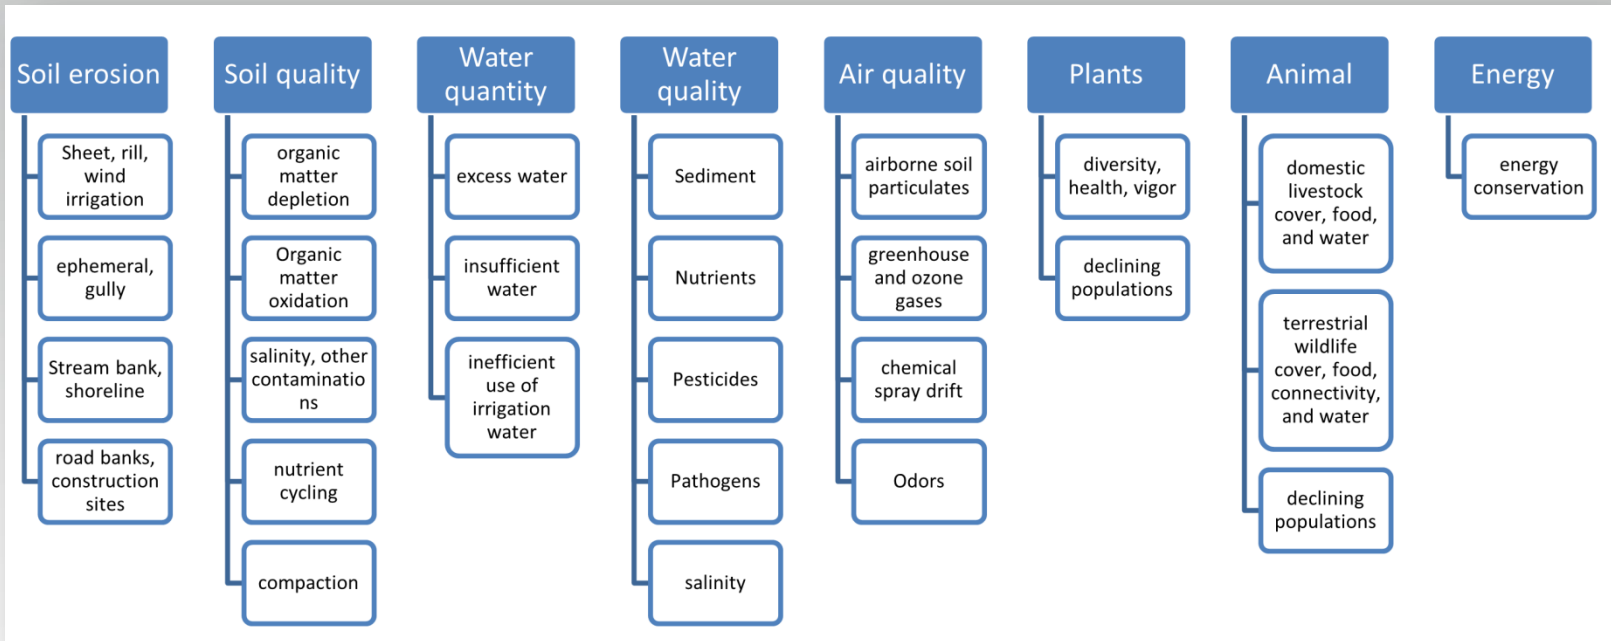 Soil erosion
Sheet, rill,
wind
irrigation
ephemeral,
gully
Stream bank,
shoreline
road banks,
construction
sites
Soil quality
organic
matter
depletion
Organic
matter
oxidation
salinity, other
contaminatio
ns
nutrient
cycling
compaction
Water
quantity
excess water
insufficient
water
inefficient
use of
irrigation
water
Water
quality
Sediment
Nutrients
Pesticides
Pathogens
salinity
Air quality
airborne soil
particulates
greenhouse
and ozone
gases
chemical
spray drift
Odors
Plants
diversity,
health, vigor
declining
populations
Animal
domestic
livestock
cover, food,
and water
terrestrial
wildlife
cover, food,
connectivity,
and water
declining
populations
Energy
energy
conservation